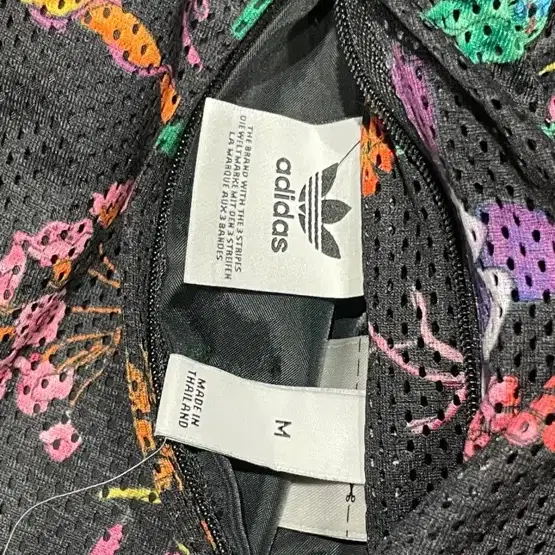 adidas
THE BRAND WITH THE 3 STRIPES
DIE WELTMARKE MIT DEN 3 STREIFEN
LA MARQUE AUX 3 BANDES
M
MADE IN
THAILAND